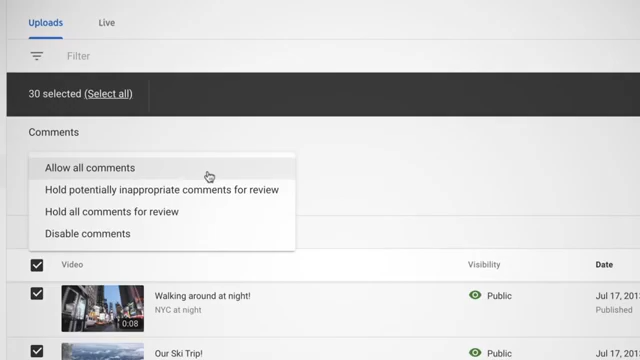 Uploads Live
Filter
30 selected (Select all)
Comments
Allow all comments
Hold potentially inappropriate comments for review
Hold all comments for review
Disable comments
Video Visibility Date
Walking around at night! Public Jul 17, 201
NYC at night Published
0:08
Our Ski Trip! Public Jul 17, 201